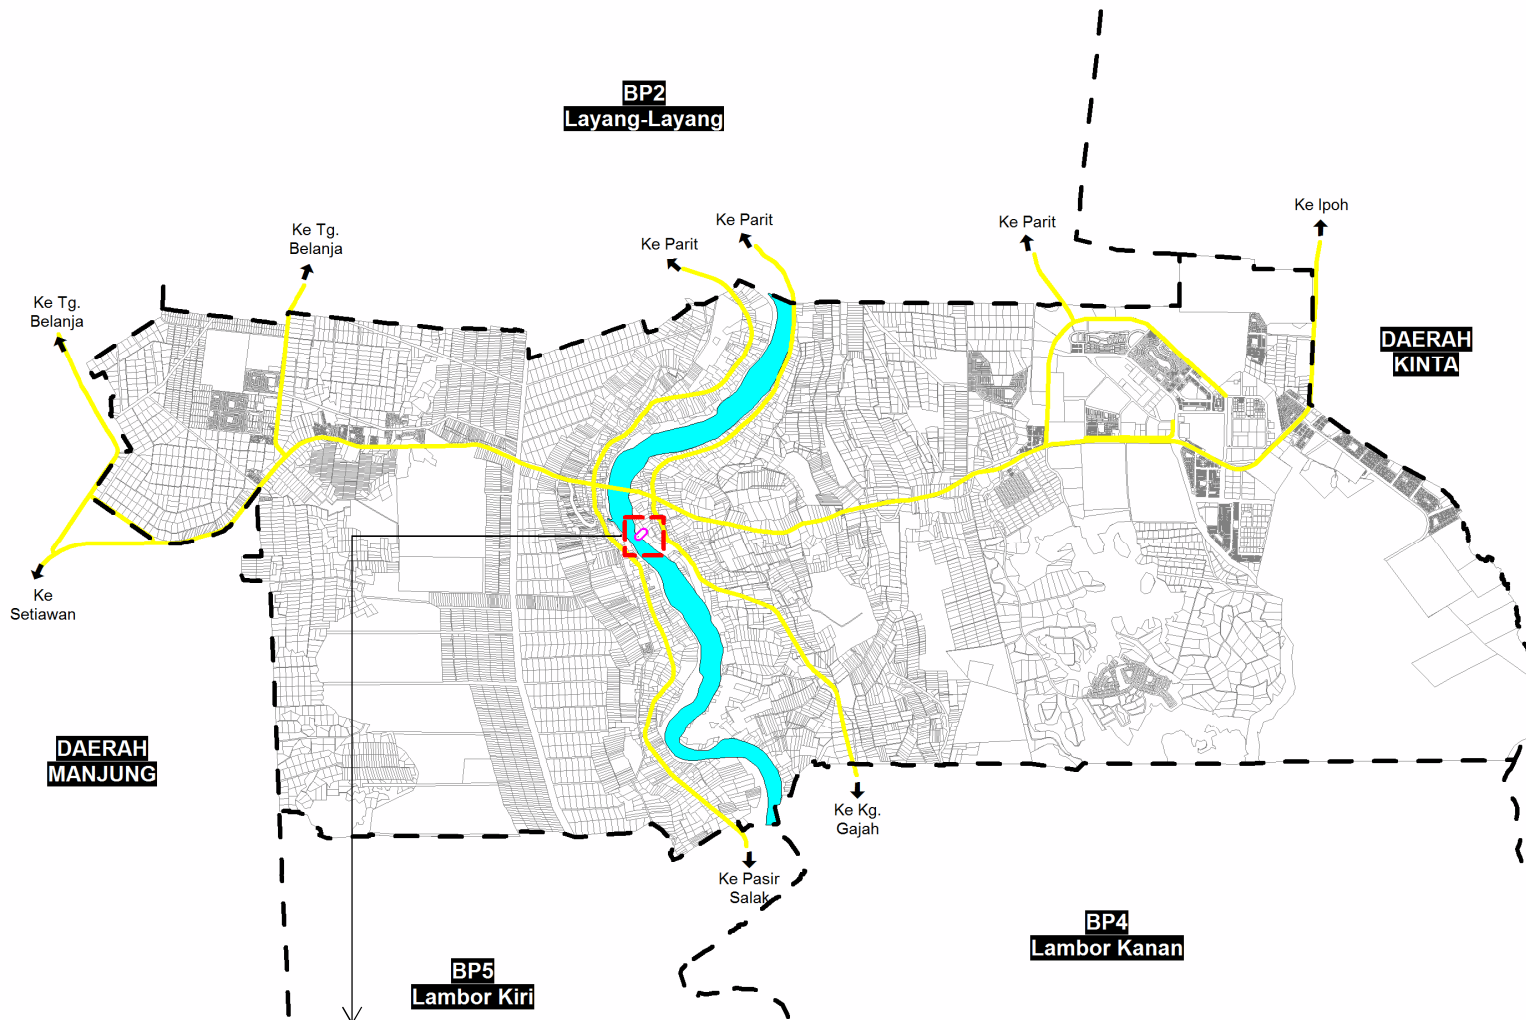 BP2
Layang-Layang
Ke Ipoh
Ke Parit
Ke Parit
Ke Tg.
Belanja
Ke Parit
Ke Tg.
Belanja
DAERAH
KINTA
Ke
Setiawan
DAERAH
MANJUNG
Ke Kg.
Gajah
Ke Pasir
Salak
BP4
Lambor Kanan
BP5
Lambor Kiri